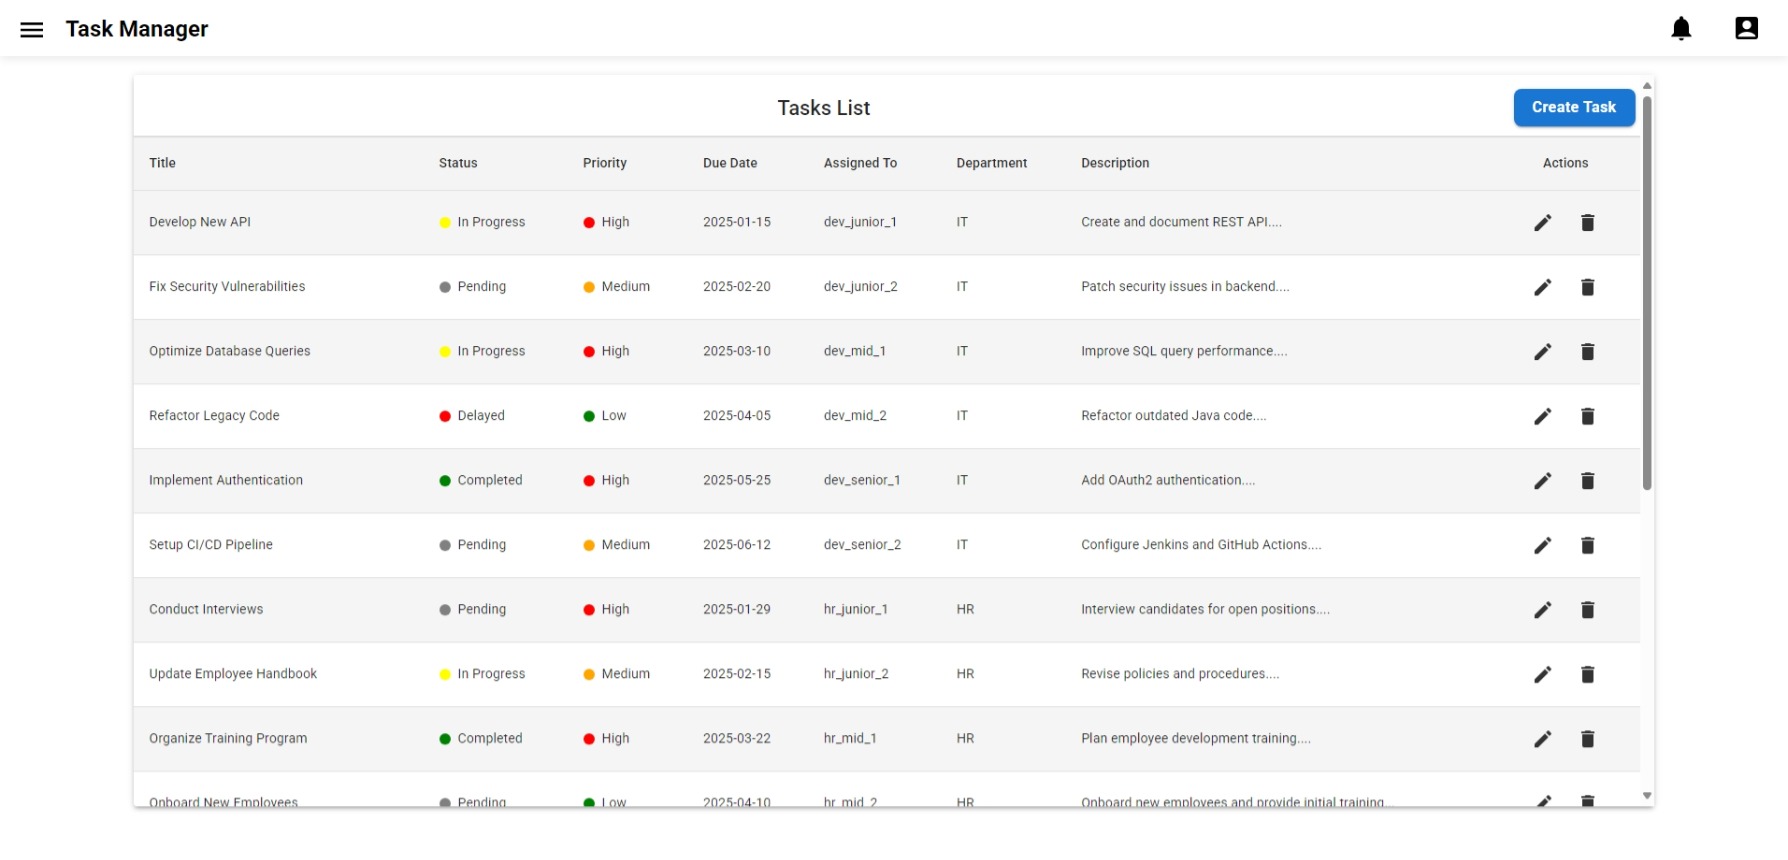 Task Manager
Tasks List
Create Task
Title Status Priority Due Date Assigned To Department Description Actions
Develop New API In Progress High 2025-01-15 dev_junior_1 IT Create and document REST API....
Fix Security Vulnerabilities Pending Medium 2025-02-20 dev_junior_2 IT Patch security issues in backend....
Optimize Database Queries In Progress High 2025-03-10 dev_mid_1 IT Improve SQL query performance....
Refactor Legacy Code Delayed Low 2025-04-05 dev_mid_2 IT Refactor outdated Java code....
Implement Authentication Completed High 2025-05-25 dev_senior_1 IT Add OAuth2 authentication....
Setup CI/CD Pipeline Pending Medium 2025-06-12 dev_senior_2 IT Configure Jenkins and GitHub Actions....
Conduct Interviews Pending High 2025-01-29 hr_junior_1 HR Interview candidates for open positions....
Update Employee Handbook In Progress Medium 2025-02-15 hr_junior_2 HR Revise policies and procedures....
Organize Training Program Completed High 2025-03-22 hr_mid_1 HR Plan employee development training....
Onboard New Employees Pending Low 2025-04-10 hr_mid_2 HR Onboard new employees and provide initial training....